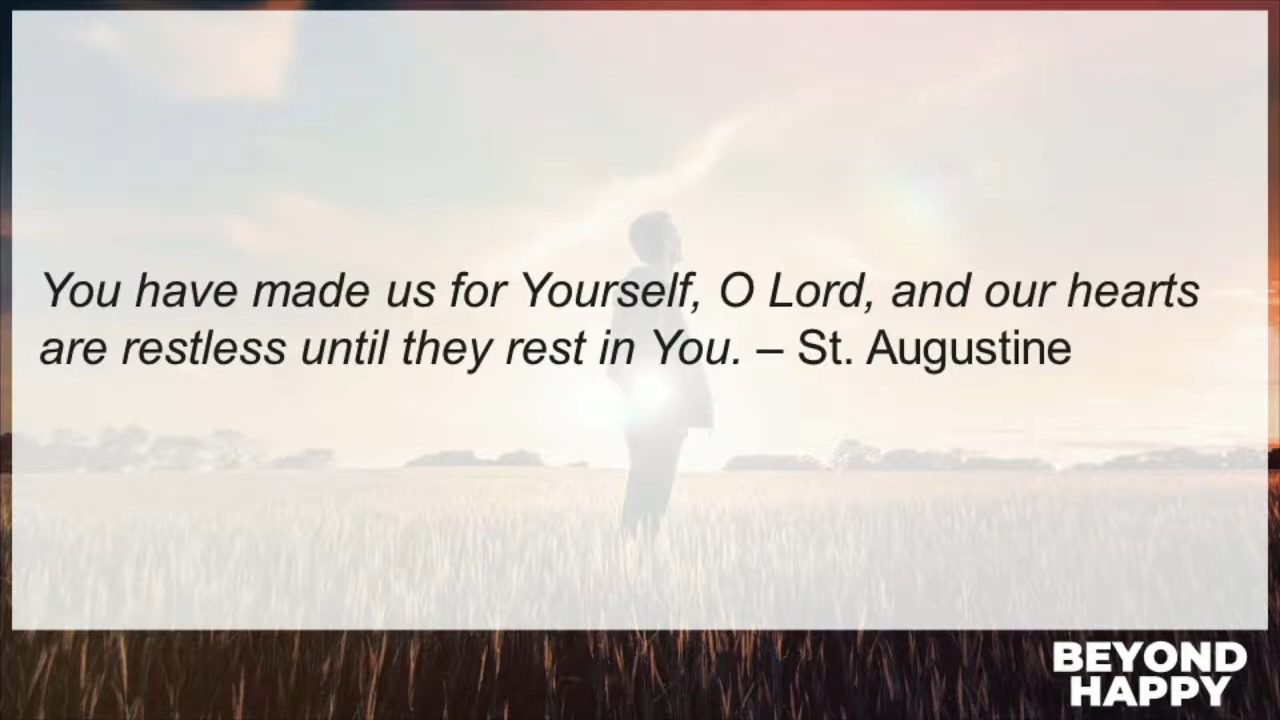 You have made us for Yourself, O Lord, and our hearts
are restless until they rest in You. – St. Augustine
BEYOND
HAPPY